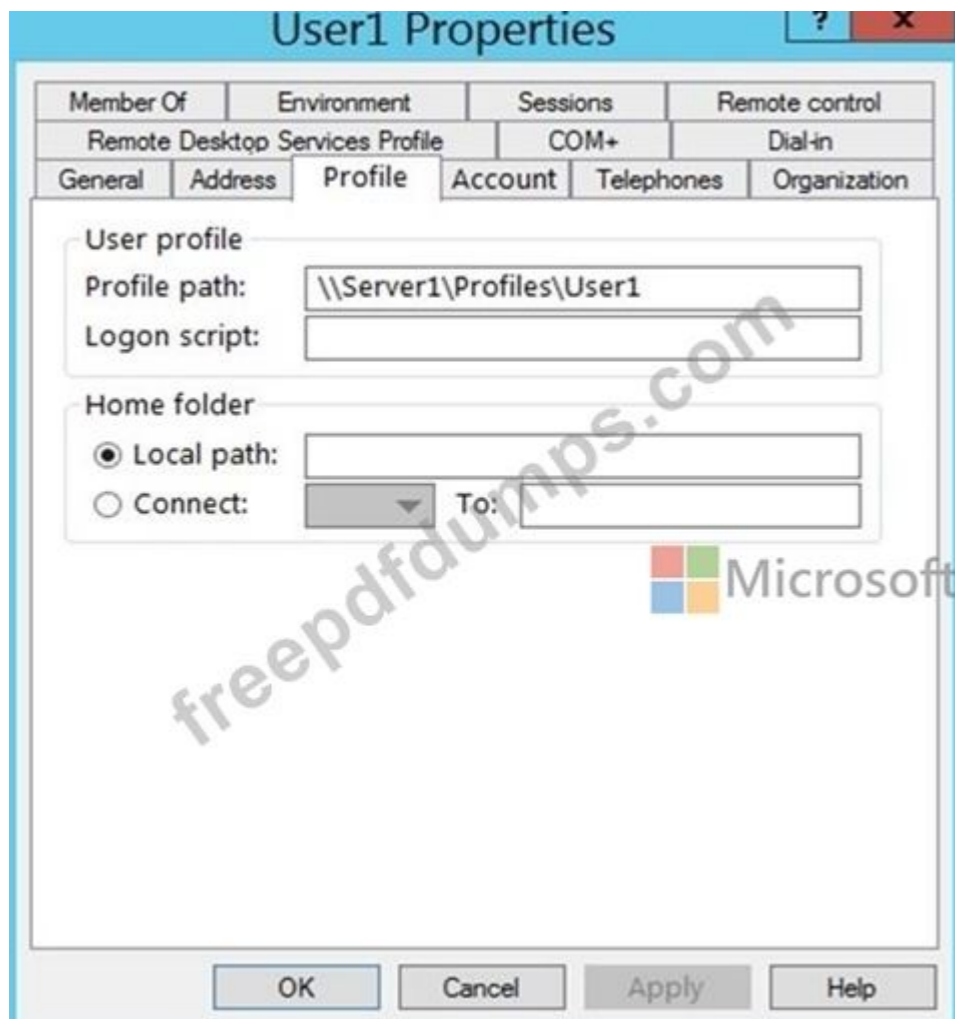 User1 Properties
? x
Member Of Environment Sessions Remote control
Remote Desktop Services Profile COM+ Dial-in
General Address Profile Account Telephones Organization
User profile
Profile path: \\Server1\Profiles\User1
Logon script:
Home folder
Local path:
Connect: To:
freepdfdumps.com
Microsoft
OK Cancel Apply Help